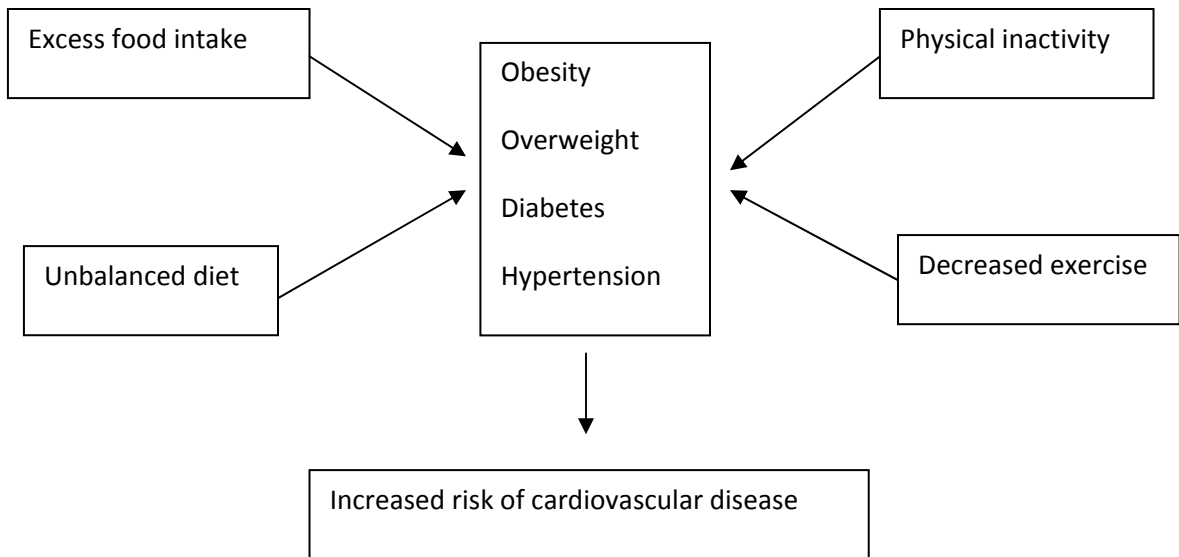 Excess food intake
Physical inactivity
Obesity
Overweight
Diabetes
Hypertension
Unbalanced diet
Decreased exercise
Increased risk of cardiovascular disease